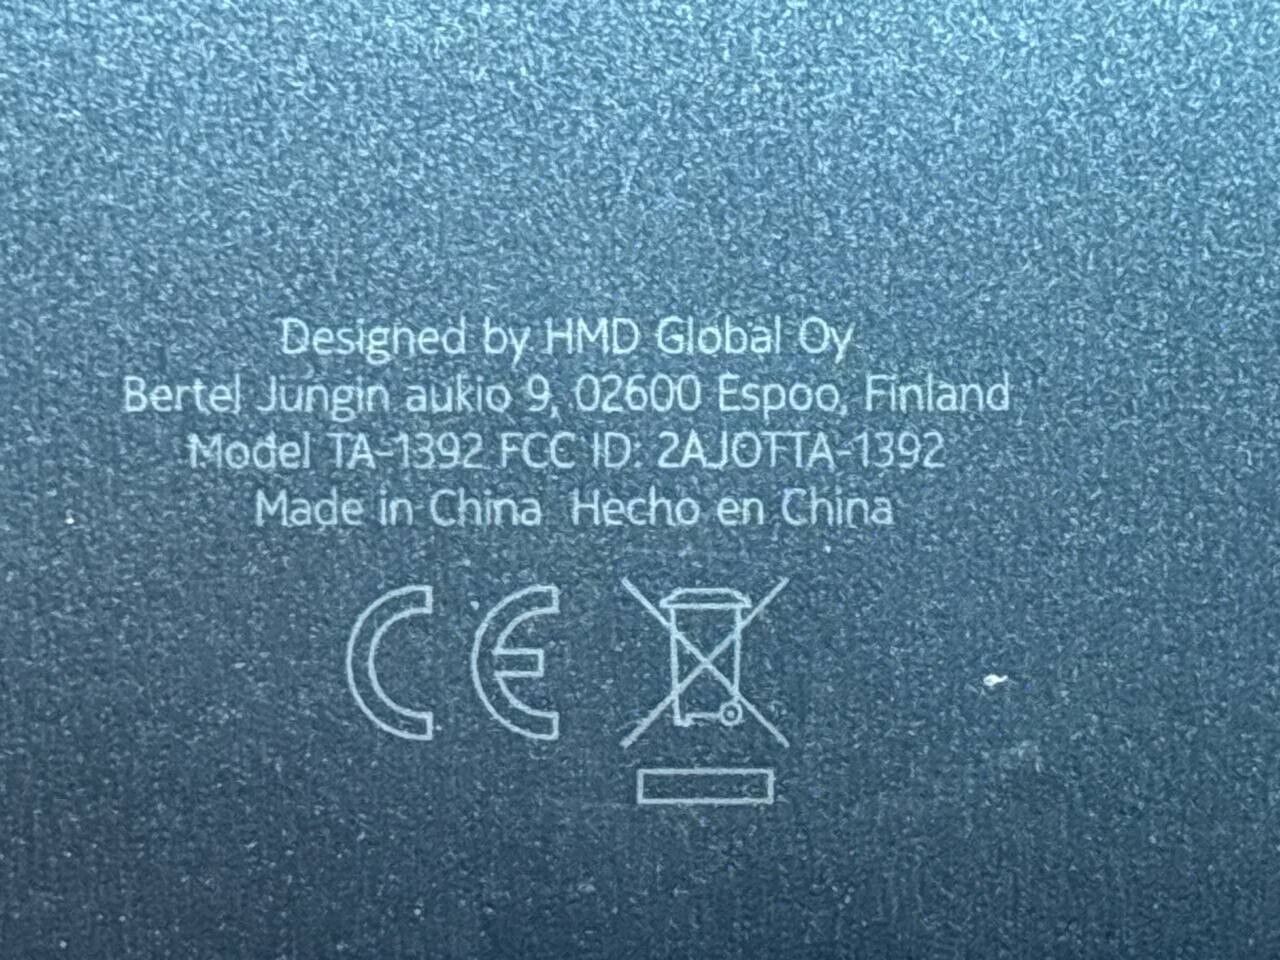 Designed by HMD Global Oy
Bertel Jungin aukio 9, 02600 Espoo, Finland
Model TA-1392 FCC ID: 2AJOTTA-1392
Made in China Hecho en China
CE